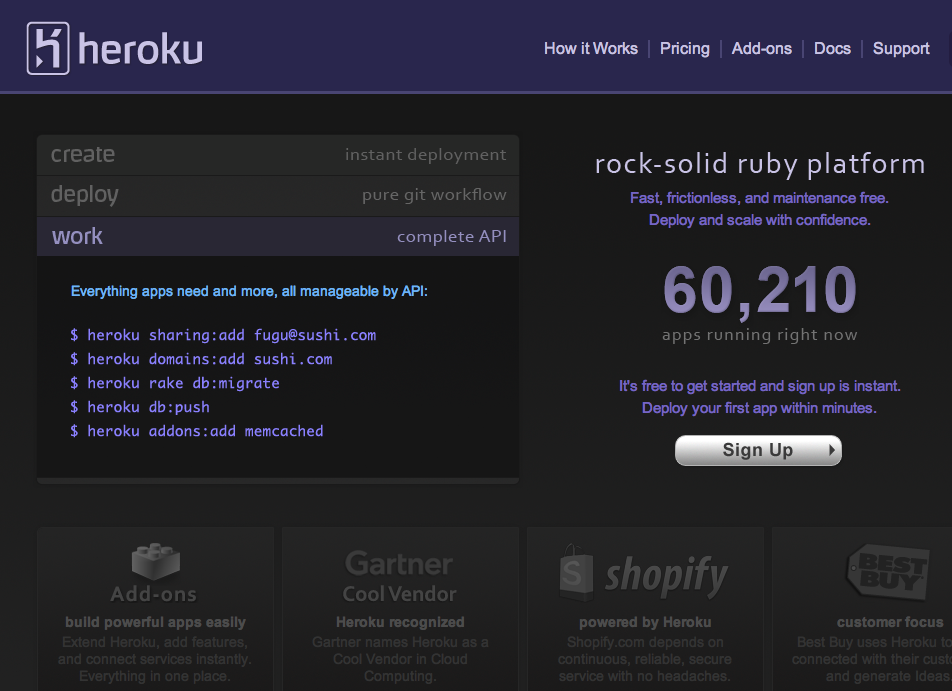 heroku
How it Works | Pricing | Add-ons | Docs | Support
create instant deployment
deploy pure git workflow
work complete API
Everything apps need and more, all manageable by API:
$ heroku sharing:add fugu@sushi.com
$ heroku domains:add sushi.com
$ heroku rake db:migrate
$ heroku db:push
$ heroku addons:add memcached
rock-solid ruby platform
Fast, frictionless, and maintenance free.
Deploy and scale with confidence.
60,210
apps running right now
It's free to get started and sign up is instant.
Deploy your first app within minutes.
Sign Up
Add-ons
build powerful apps easily
Extend Heroku, add features,
and connect services instantly.
Everything in one place.
Gartner
Cool Vendor
Heroku recognized
Gartner names Heroku as a
Cool Vendor in Cloud
Computing.
S shopify
powered by Heroku
Shopify.com depends on
continuous, reliable, secure
service with no headaches.
BEST
BUY
customer focus
Best Buy uses Heroku to
connected with their
and generate